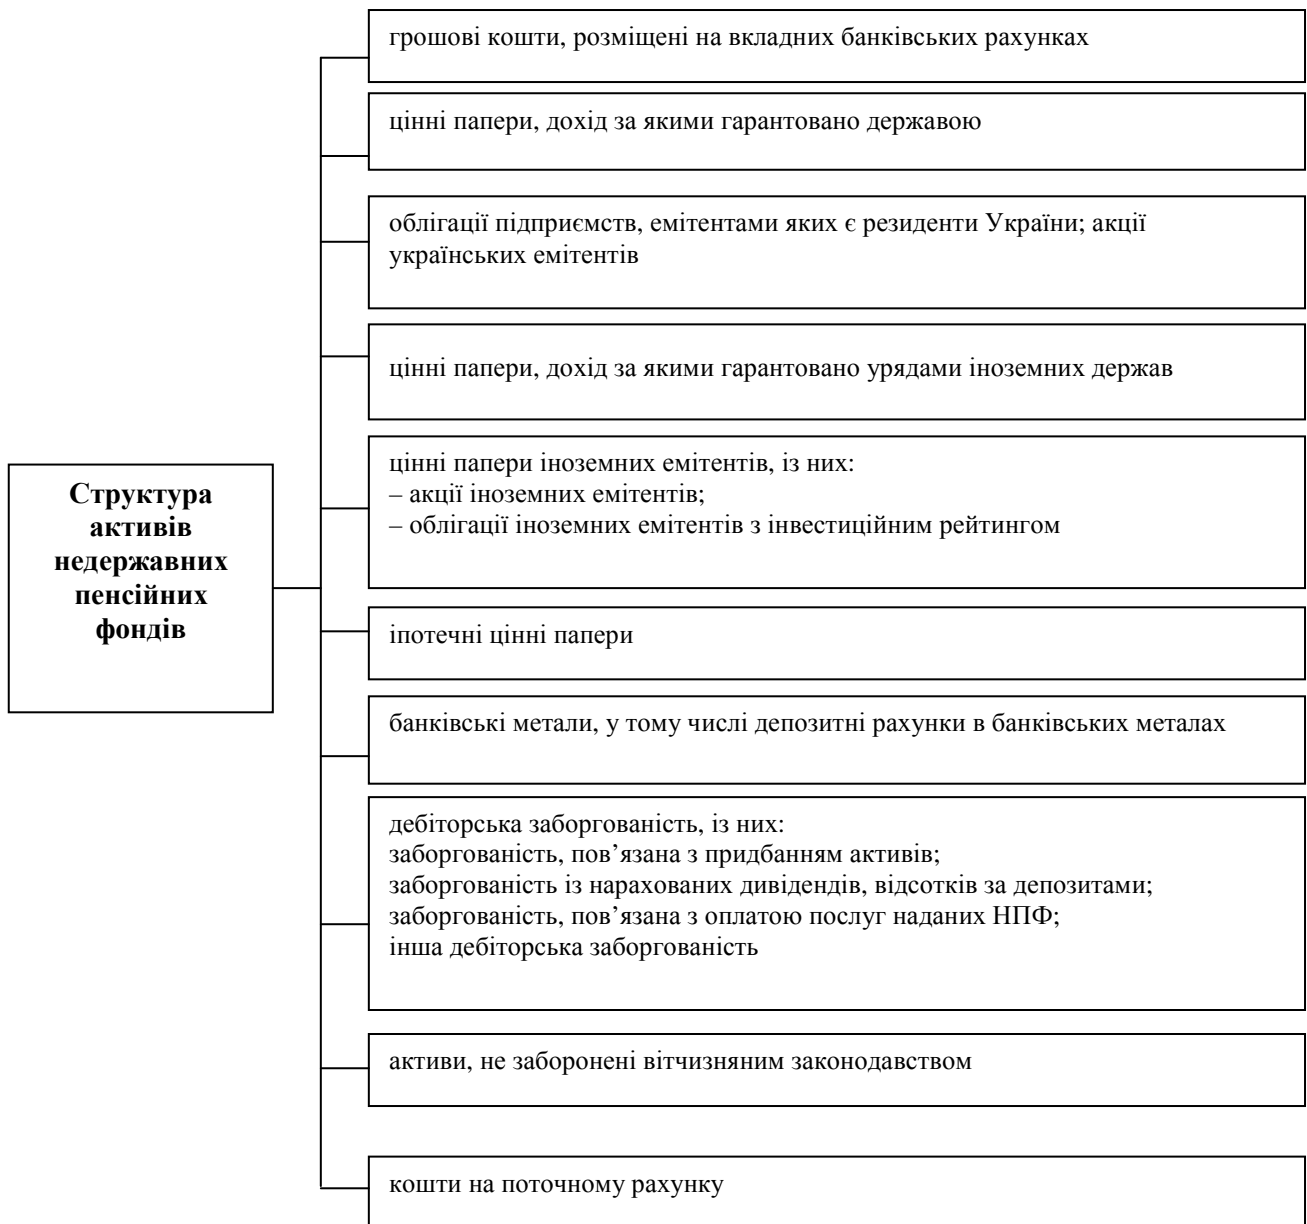 грошові кошти, розміщені на вкладних банківських рахунках
цінні папери, дохід за якими гарантовано державою
облігації підприємств, емітентами яких є резиденти України; акції
українських емітентів
цінні папери, дохід за якими гарантовано урядами іноземних держав
цінні папери іноземних емітентів, із них:
– акції іноземних емітентів;
– облігації іноземних емітентів з інвестиційним рейтингом
Структура
активів
недержавних
пенсійних
фондів
іпотечні цінні папери
банківські метали, у тому числі депозитні рахунки в банківських металах
дебіторська заборгованість, із них:
заборгованість, пов’язана з придбанням активів;
заборгованість із нарахованих дивідендів, відсотків за депозитами;
заборгованість, пов’язана з оплатою послуг наданих НПФ;
інша дебіторська заборгованість
активи, не заборонені вітчизняним законодавством
кошти на поточному рахунку